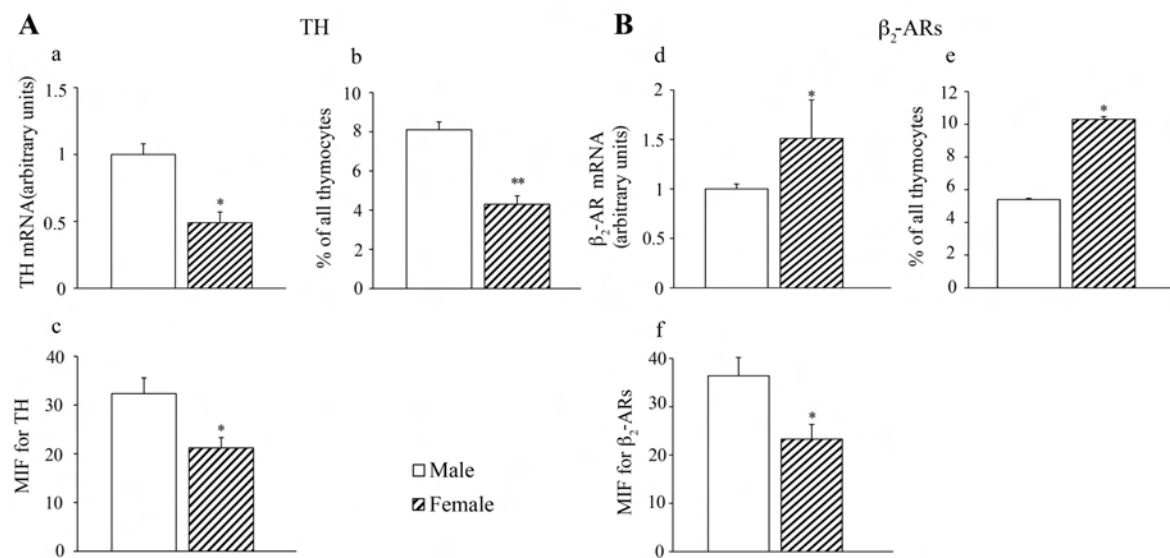 A
TH
B
β₂-ARs
a
TH mRNA(arbitrary units)
1.5
1
0.5
0
*
b
% of all thymocytes
10
8
6
4
2
0
**
d
β₂-AR mRNA
(arbitrary units)
2
1.5
1
0.5
0
*
e
% of all thymocytes
12
10
8
6
4
2
0
*
c
MIF for TH
40
30
20
10
0
*
Male
Female
f
MIF for β₂-ARs
40
30
20
10
0
*